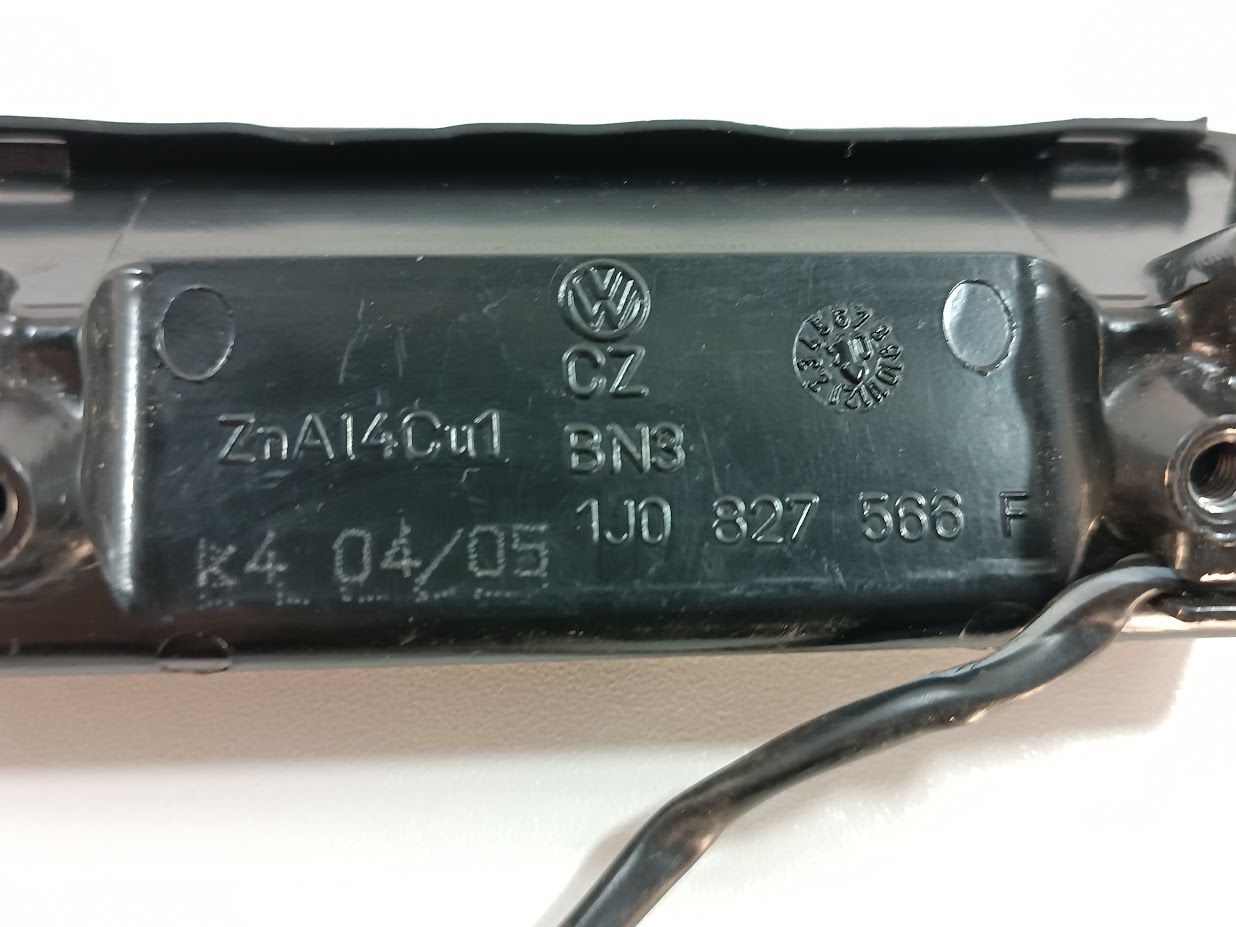 CZ
ZnAl4Cu1
BN3
1J0 827 566 F
K4 04/05